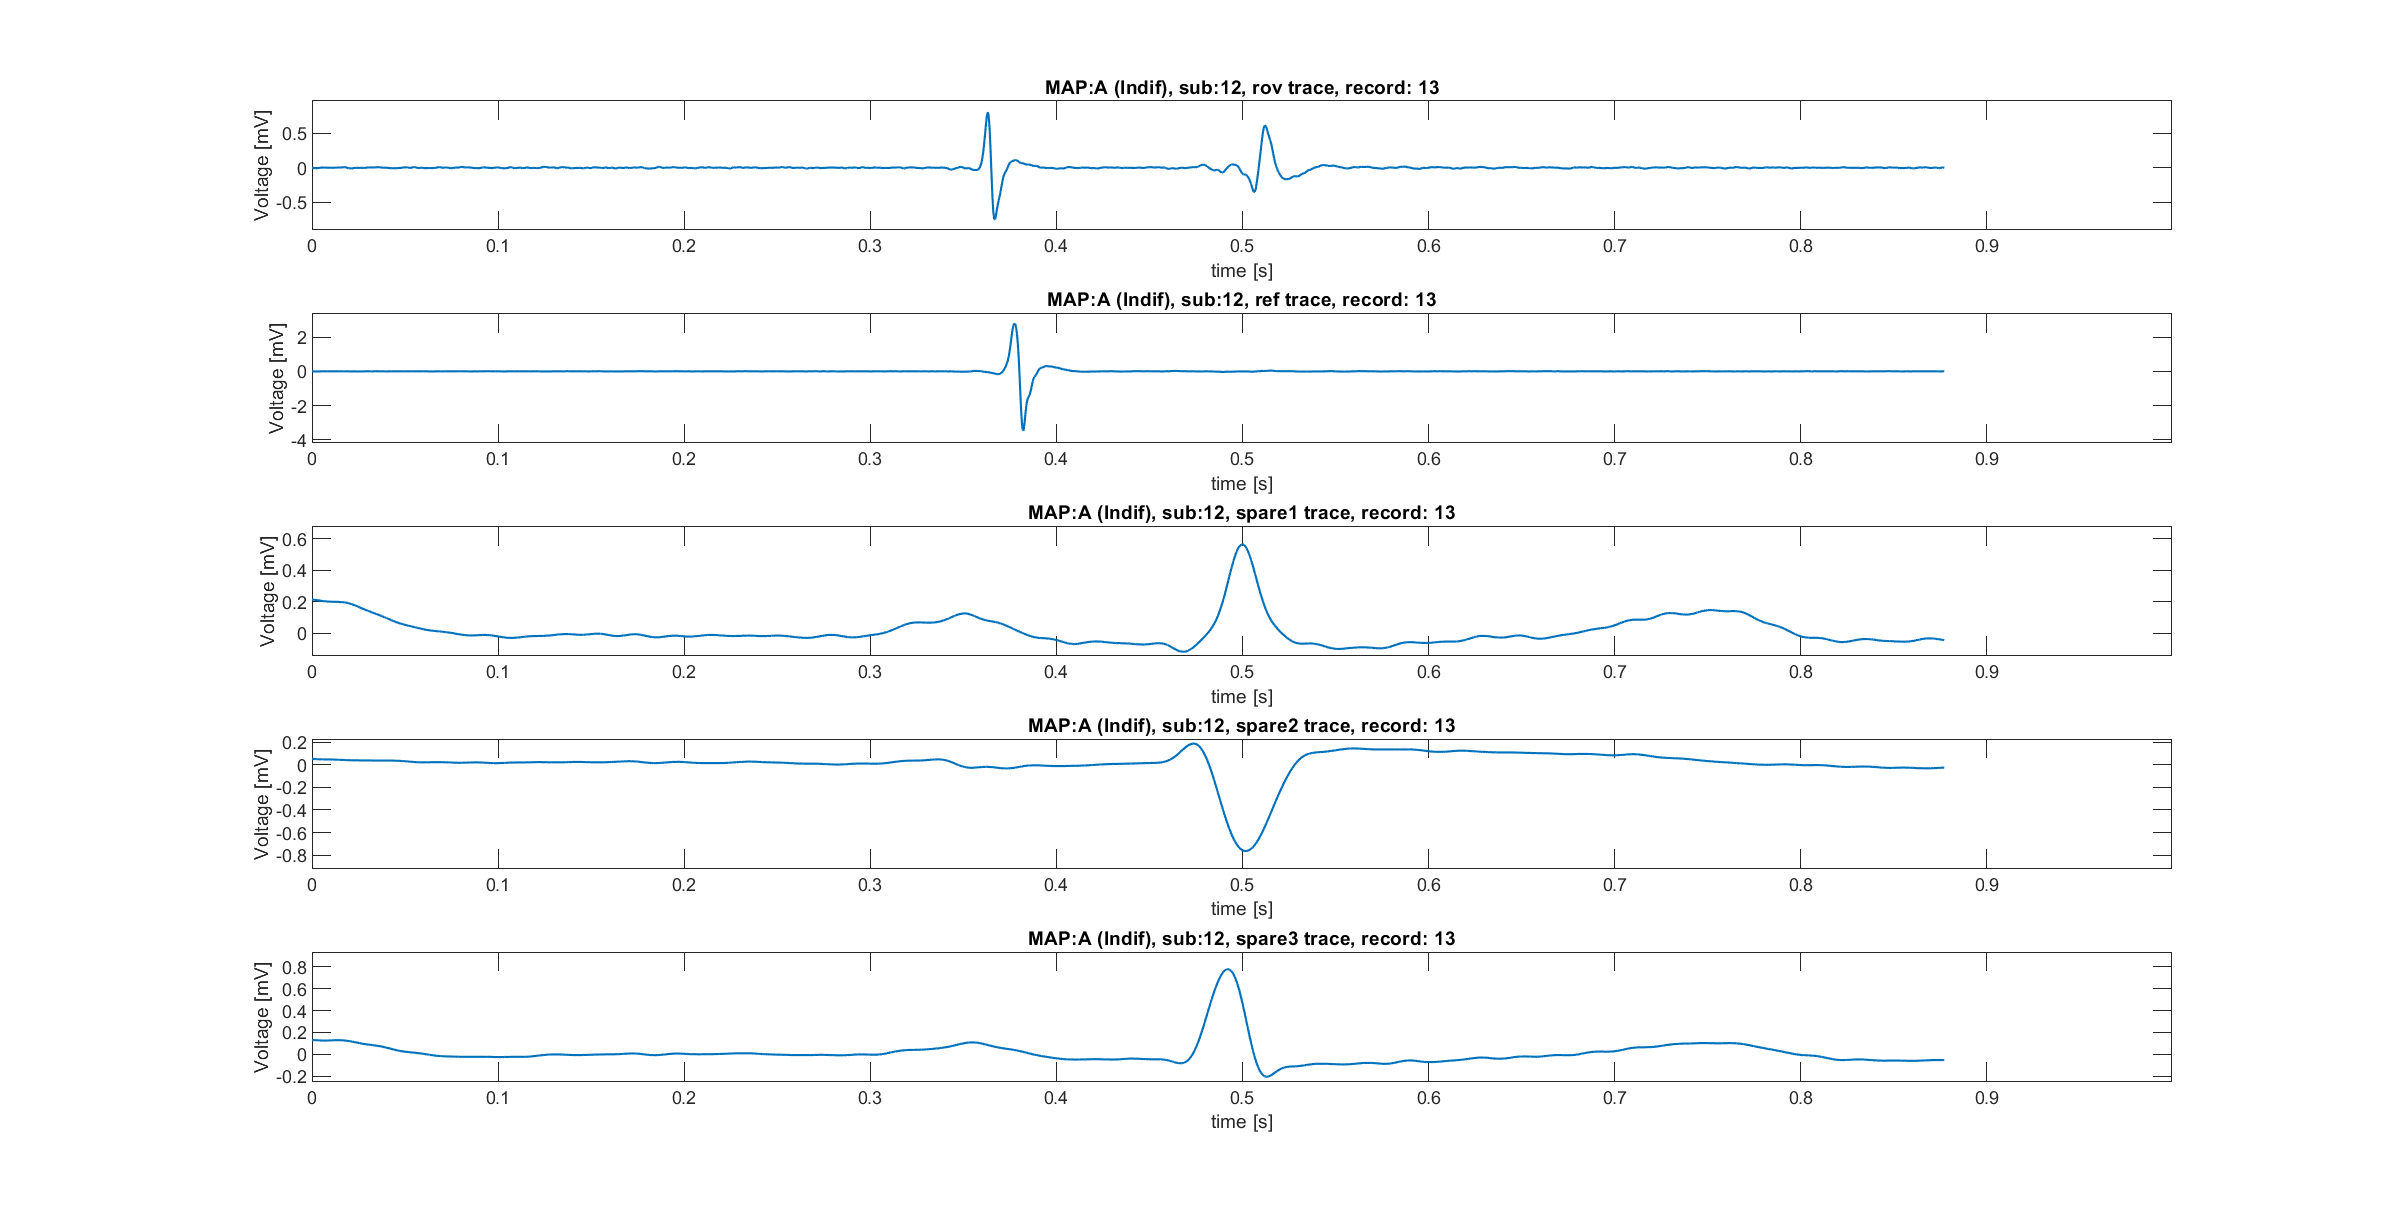 MAP:A (Indif), sub:12, rov trace, record: 13
Voltage [mV]
0.5
0
-0.5
0 0.1 0.2 0.3 0.4 0.5 0.6 0.7 0.8 0.9
time [s]
MAP:A (Indif), sub:12, ref trace, record: 13
Voltage [mV]
2
0
-2
-4
0 0.1 0.2 0.3 0.4 0.5 0.6 0.7 0.8 0.9
time [s]
MAP:A (Indif), sub:12, spare1 trace, record: 13
Voltage [mV]
0.6
0.4
0.2
0
0 0.1 0.2 0.3 0.4 0.5 0.6 0.7 0.8 0.9
time [s]
MAP:A (Indif), sub:12, spare2 trace, record: 13
Voltage [mV]
0.2
0
-0.2
-0.4
-0.6
-0.8
0 0.1 0.2 0.3 0.4 0.5 0.6 0.7 0.8 0.9
time [s]
MAP:A (Indif), sub:12, spare3 trace, record: 13
Voltage [mV]
0.8
0.6
0.4
0.2
0
-0.2
0 0.1 0.2 0.3 0.4 0.5 0.6 0.7 0.8 0.9
time [s]